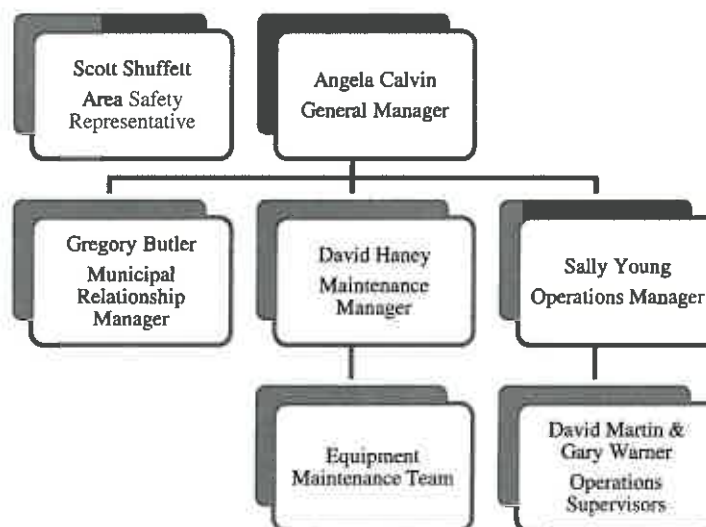 Scott Shuffett
Area Safety
Representative
Angela Calvin
General Manager
Gregory Butler
Municipal
Relationship
Manager
David Haney
Maintenance
Manager
Sally Young
Operations Manager
Equipment
Maintenance Team
David Martin &
Gary Warner
Operations
Supervisors